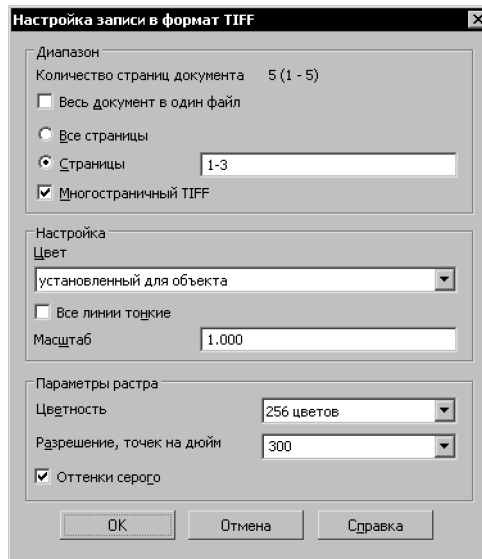 Настройка записи в формат TIFF
Диапазон
Количество страниц документа 5 (1 - 5)
Весь документ в один файл
Все страницы
Страницы 1-3
Многостраничный TIFF
Настройка
Цвет
установленный для объекта
Все линии тонкие
Масштаб 1.000
Параметры растра
Цветность 256 цветов
Разрешение, точек на дюйм 300
Оттенки серого
OK Отмена Справка